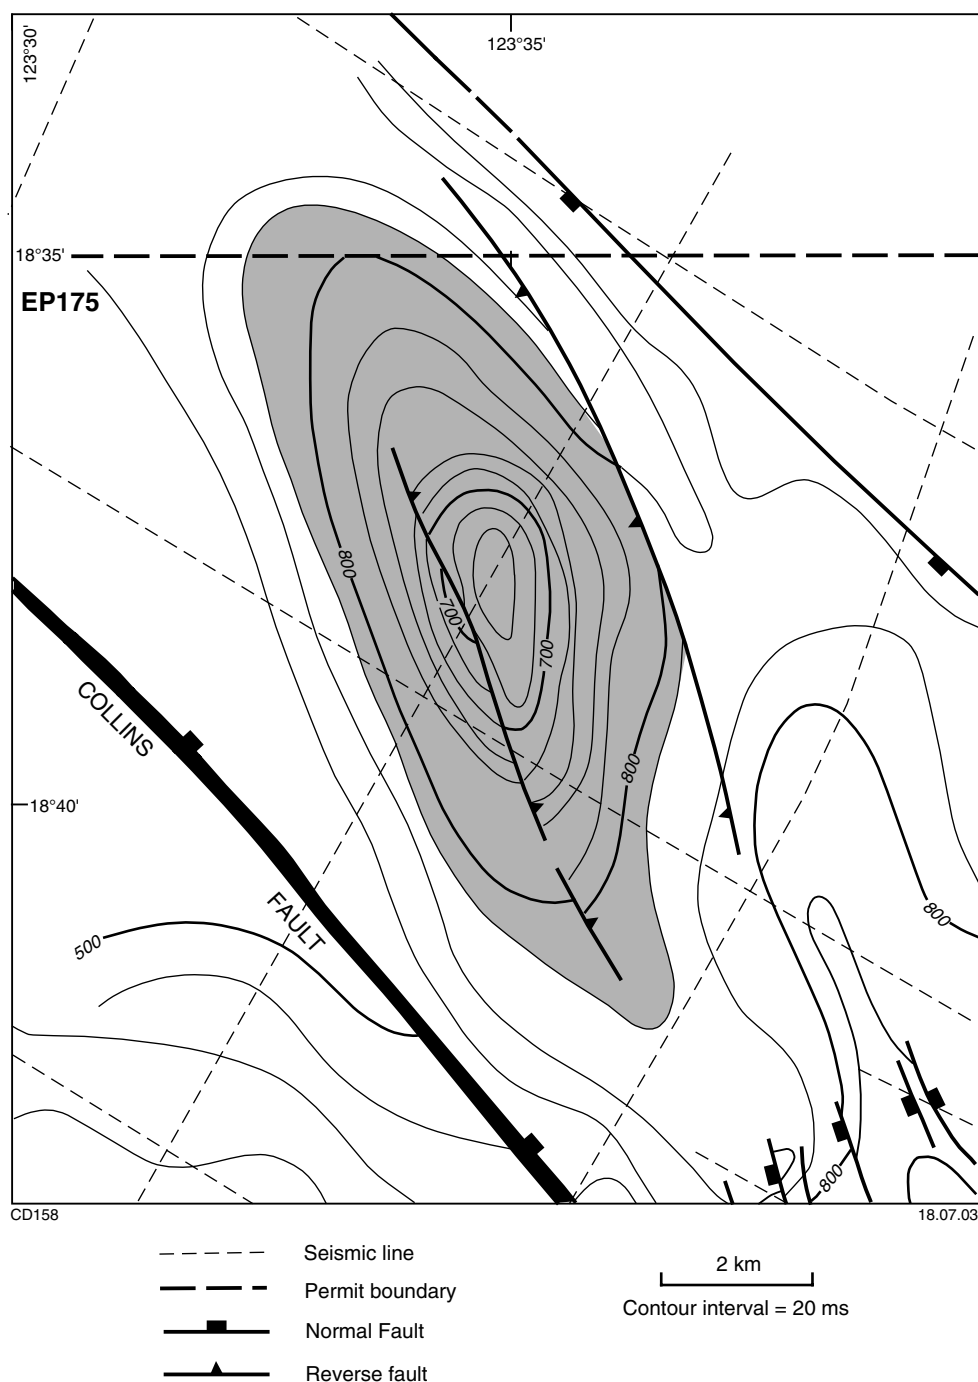 123°30'
123°35'
18°35'
EP175
800
700
700
800
COLLINS
FAULT
18°40'
500
800
800
CD158
18.07.03
Seismic line
Permit boundary
Normal Fault
Reverse fault
2 km
Contour interval = 20 ms